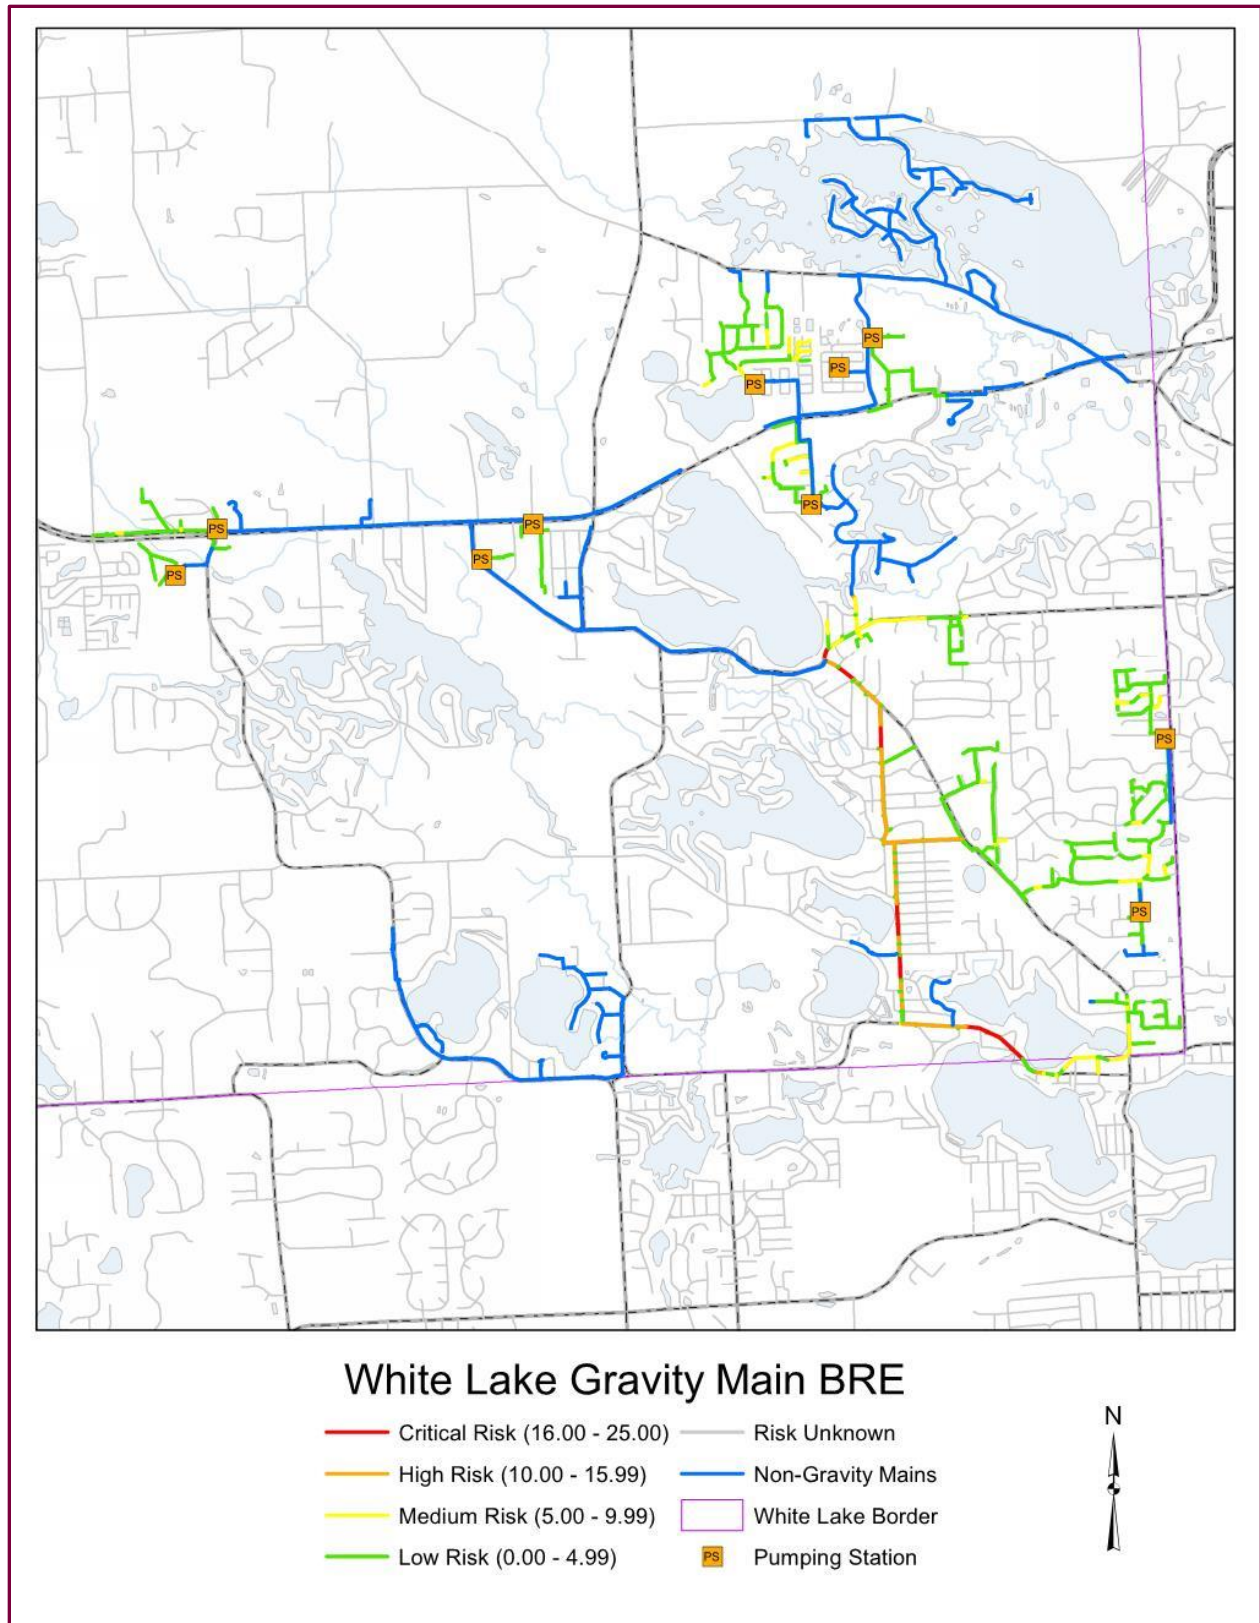 PS
PS
PS
PS
PS
PS
PS
PS
PS
PS
White Lake Gravity Main BRE
Critical Risk (16.00 - 25.00)
High Risk (10.00 - 15.99)
Medium Risk (5.00 - 9.99)
Low Risk (0.00 - 4.99)
Risk Unknown
Non-Gravity Mains
White Lake Border
PS Pumping Station
N